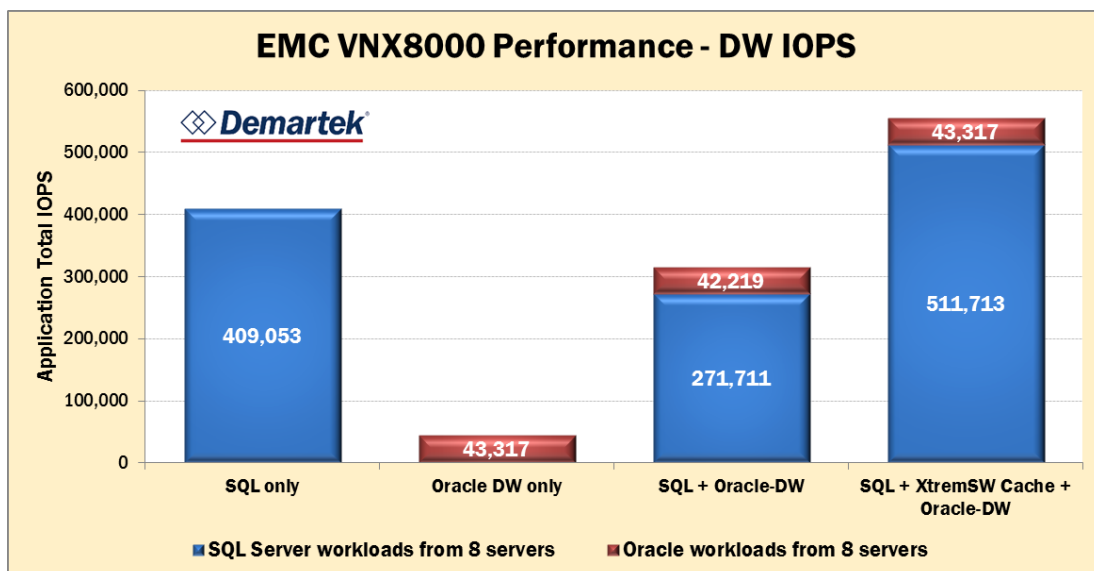 EMC VNX8000 Performance - DW IOPS
Demartek®
Application Total IOPS
600,000
500,000
400,000
300,000
200,000
100,000
0
409,053
43,317
42,219
271,711
43,317
511,713
SQL only
Oracle DW only
SQL + Oracle-DW
SQL + XtremSW Cache +
Oracle-DW
SQL Server workloads from 8 servers
Oracle workloads from 8 servers